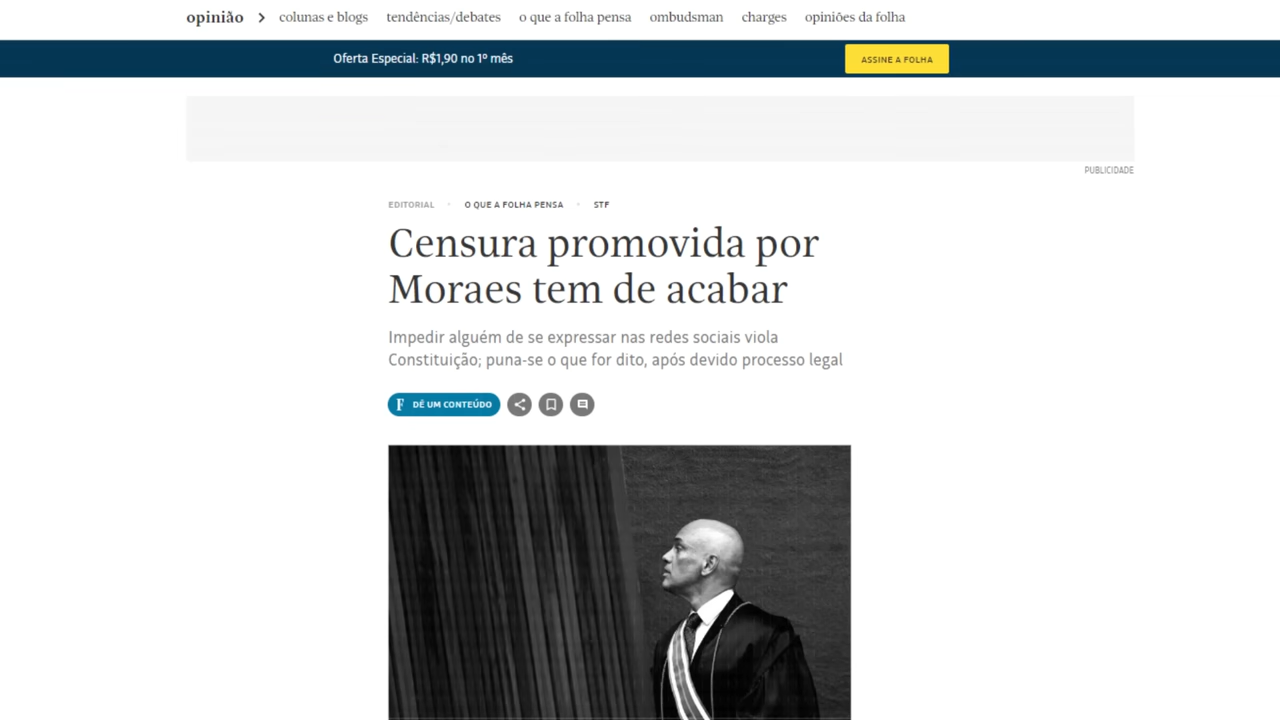 opinião > colunas e blogs tendências/debates o que a folha pensa ombudsman charges opiniões da folha
Oferta Especial: R$1,90 no 1º mês ASSINE A FOLHA
PUBLICIDADE
EDITORIAL • O QUE A FOLHA PENSA • STF
Censura promovida por
Moraes tem de acabar
Impedir alguém de se expressar nas redes sociais viola
Constituição; puna-se o que for dito, após devido processo legal
F DÊ UM CONTEÚDO